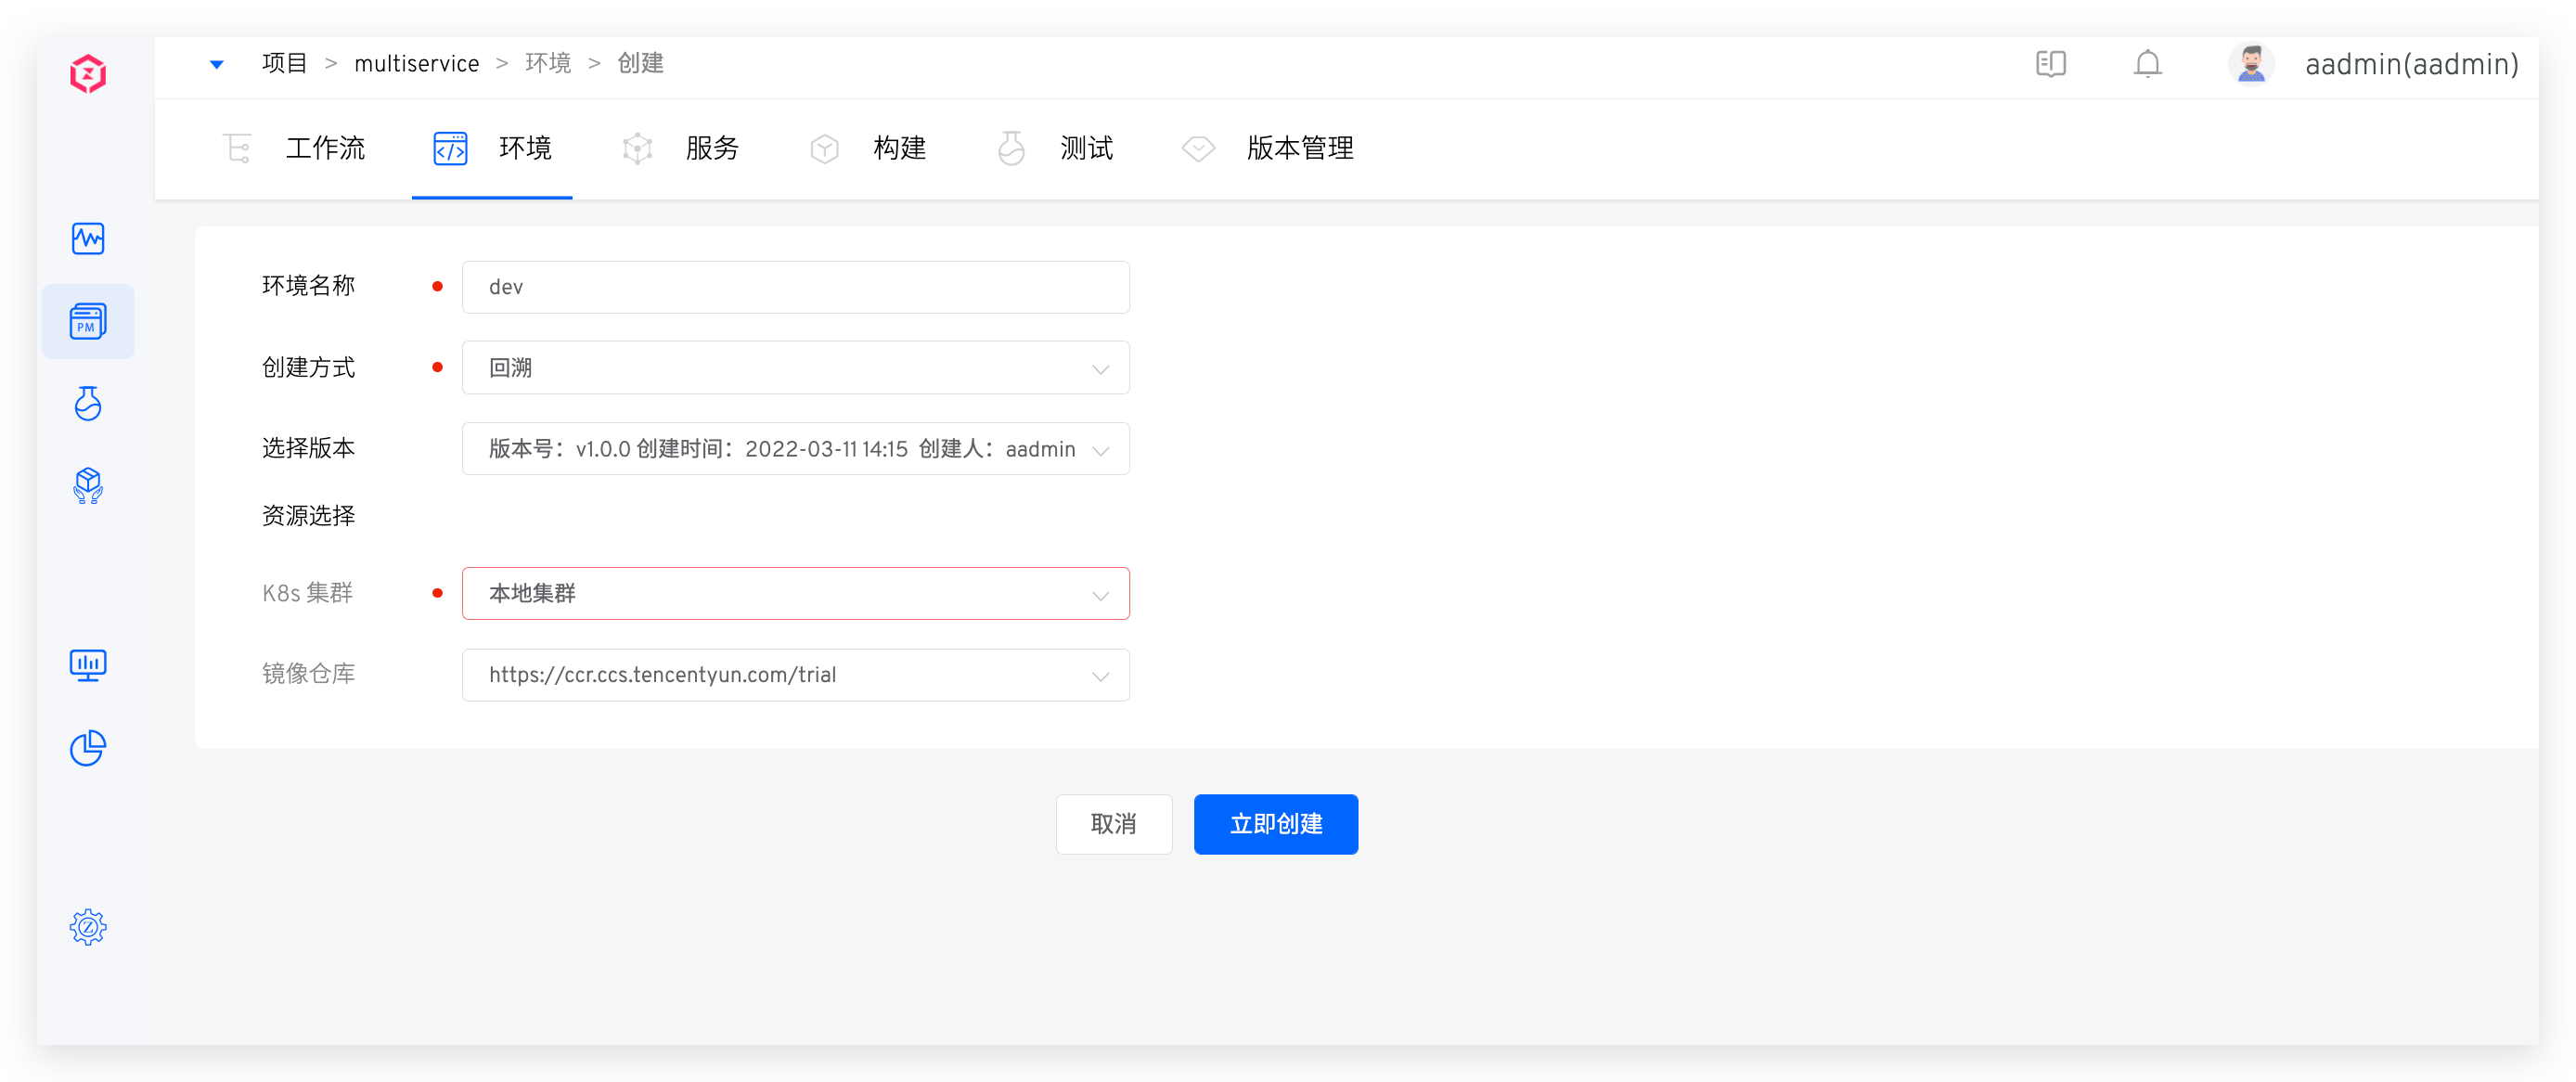 项目 > multiservice > 环境 > 创建
aadmin(aadmin)
工作流 环境 服务 构建 测试 版本管理
PM
环境名称 dev
创建方式 回溯
选择版本 版本号：v1.0.0 创建时间：2022-03-11 14:15 创建人：aadmin
资源选择
K8s 集群 本地集群
镜像仓库 https://ccr.ccs.tencentyun.com/trial
取消 立即创建